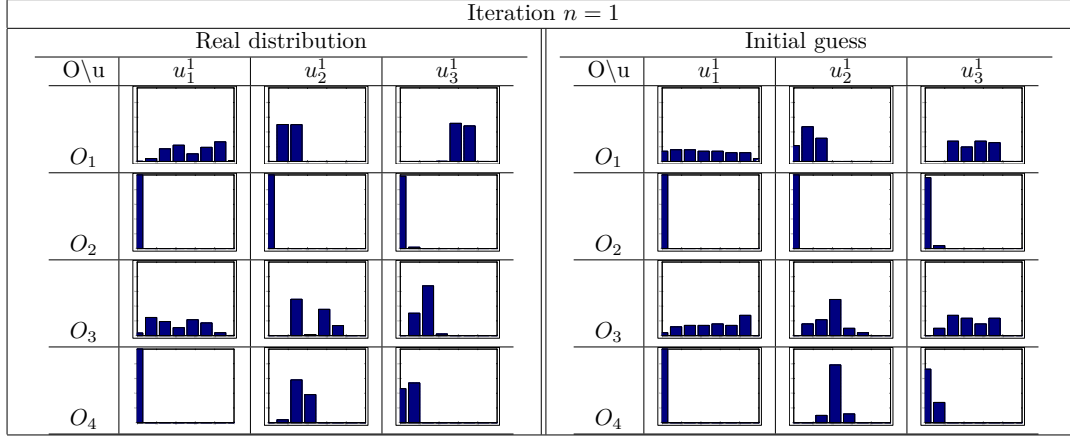 Iteration n = 1
Real distribution
Initial guess
O\u u₁¹ u₂¹ u₃¹
O\u u₁¹ u₂¹ u₃¹
O₁
O₁
O₂
O₂
O₃
O₃
O₄
O₄